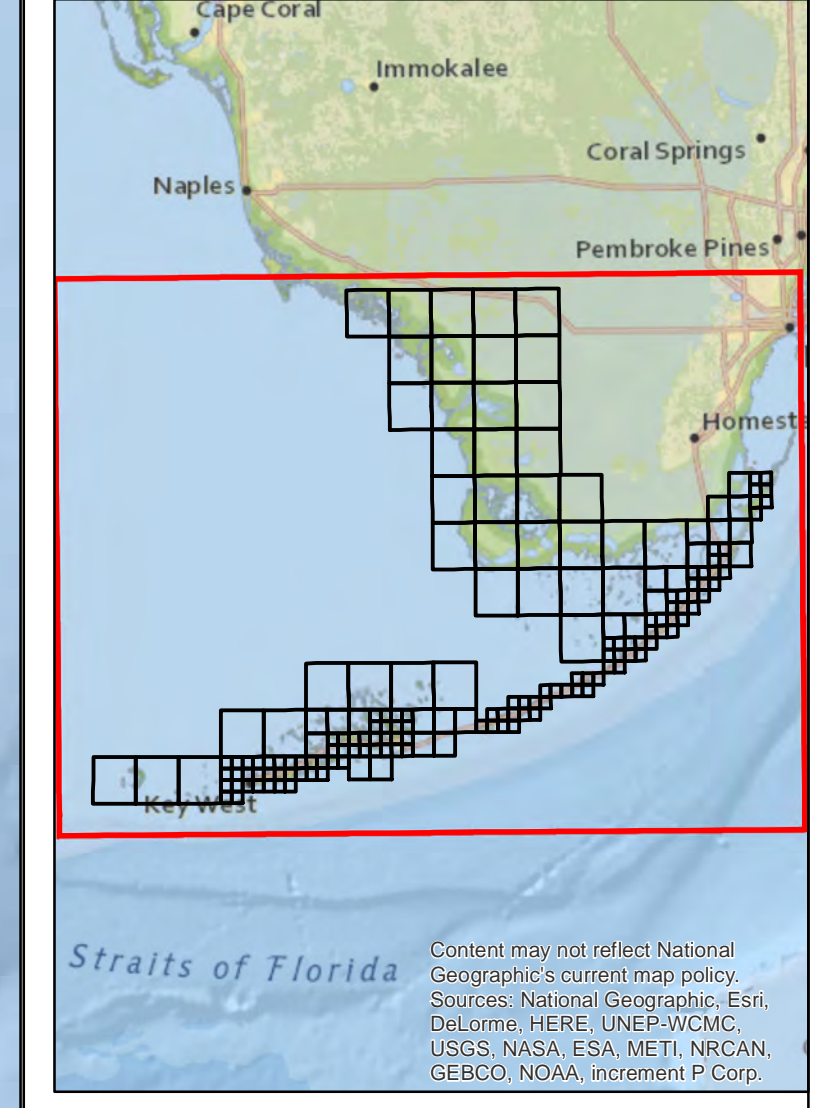 Cape Coral
Immokalee
Coral Springs
Naples
Pembroke Pines
Homest
Key West
Straits of Florida
Content may not reflect National
Geographic's current map policy.
Sources: National Geographic, Esri,
DeLorme, HERE, UNEP-WCMC,
USGS, NASA, ESA, METI, NRCAN,
GEBCO, NOAA, increment P Corp.